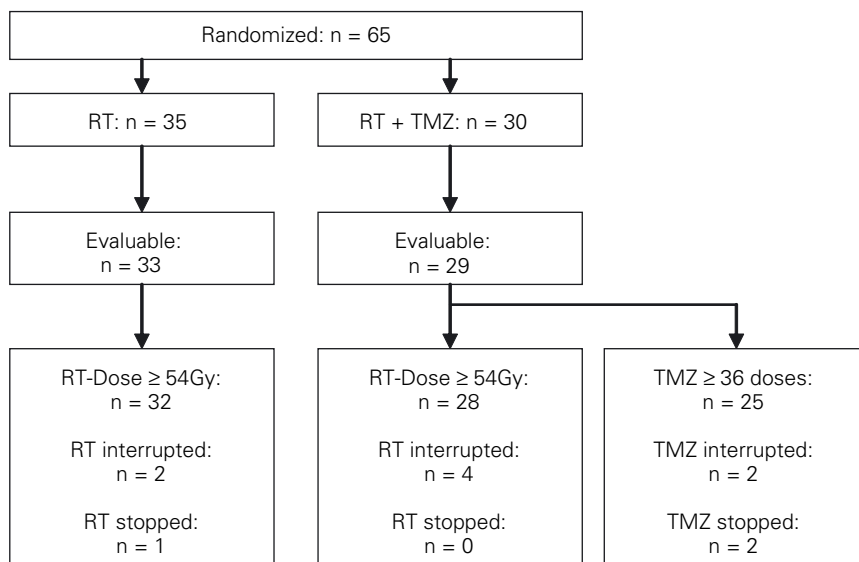 Randomized: n = 65
RT: n = 35
RT + TMZ: n = 30
Evaluable:
n = 33
Evaluable:
n = 29
RT-Dose ≥ 54Gy:
n = 32
RT interrupted:
n = 2
RT stopped:
n = 1
RT-Dose ≥ 54Gy:
n = 28
RT interrupted:
n = 4
RT stopped:
n = 0
TMZ ≥ 36 doses:
n = 25
TMZ interrupted:
n = 2
TMZ stopped:
n = 2